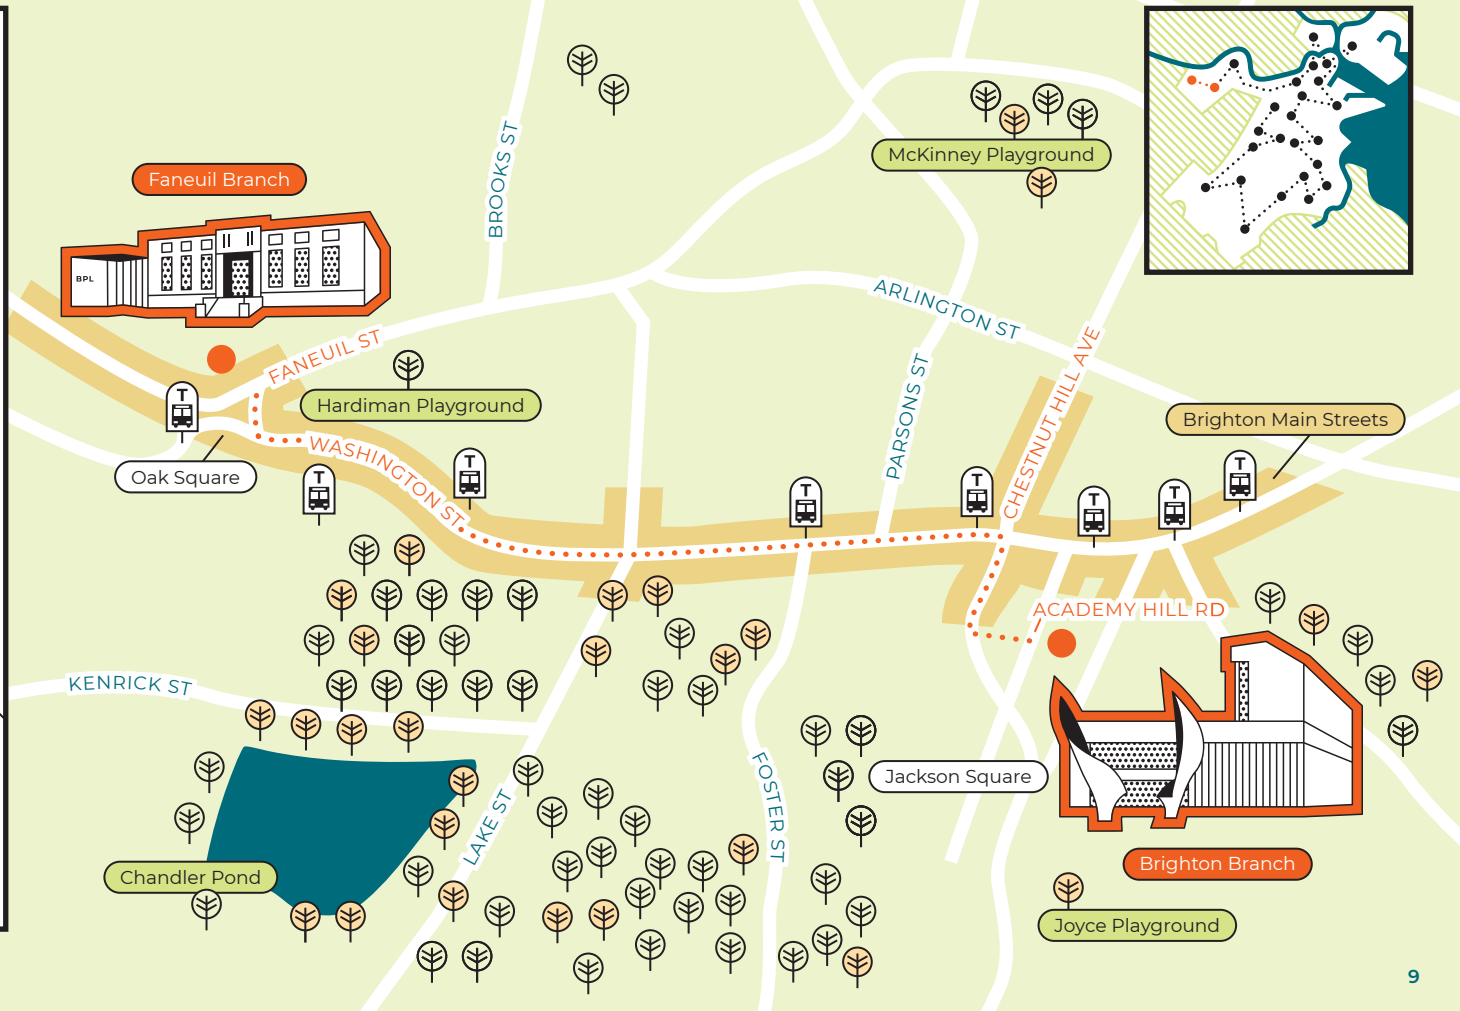 BROOKS ST
McKinney Playground
Faneuil Branch
BPL
ARLINGTON ST
FANEUIL ST
CHESTNUT HILL AVE
PARSONS ST
T
Hardiman Playground
Brighton Main Streets
WASHINGTON ST
Oak Square
T
T
T
T
T
T
T
ACADEMY HILL RD
KENRICK ST
FOSTER ST
Jackson Square
LAKE ST
Chandler Pond
Brighton Branch
Joyce Playground
9